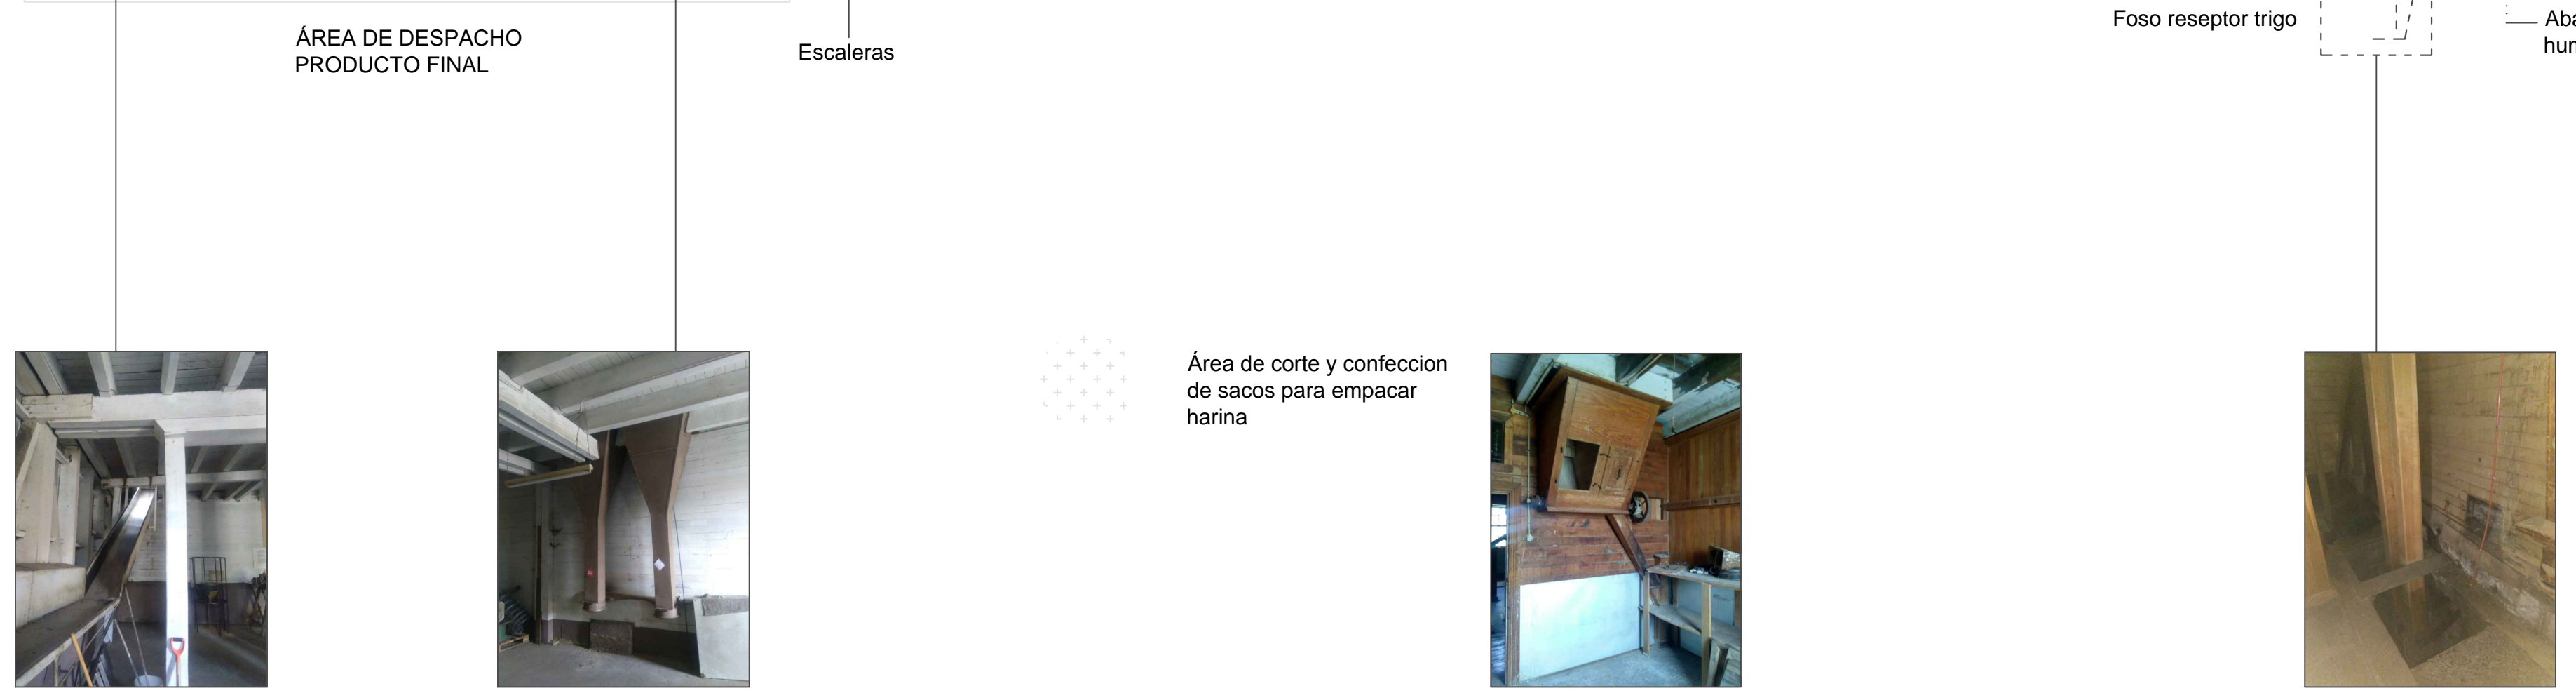 ÁREA DE DESPACHO
PRODUCTO FINAL
Escaleras
Foso reseptor trigo
Área de corte y confeccion
de sacos para empacar
harina